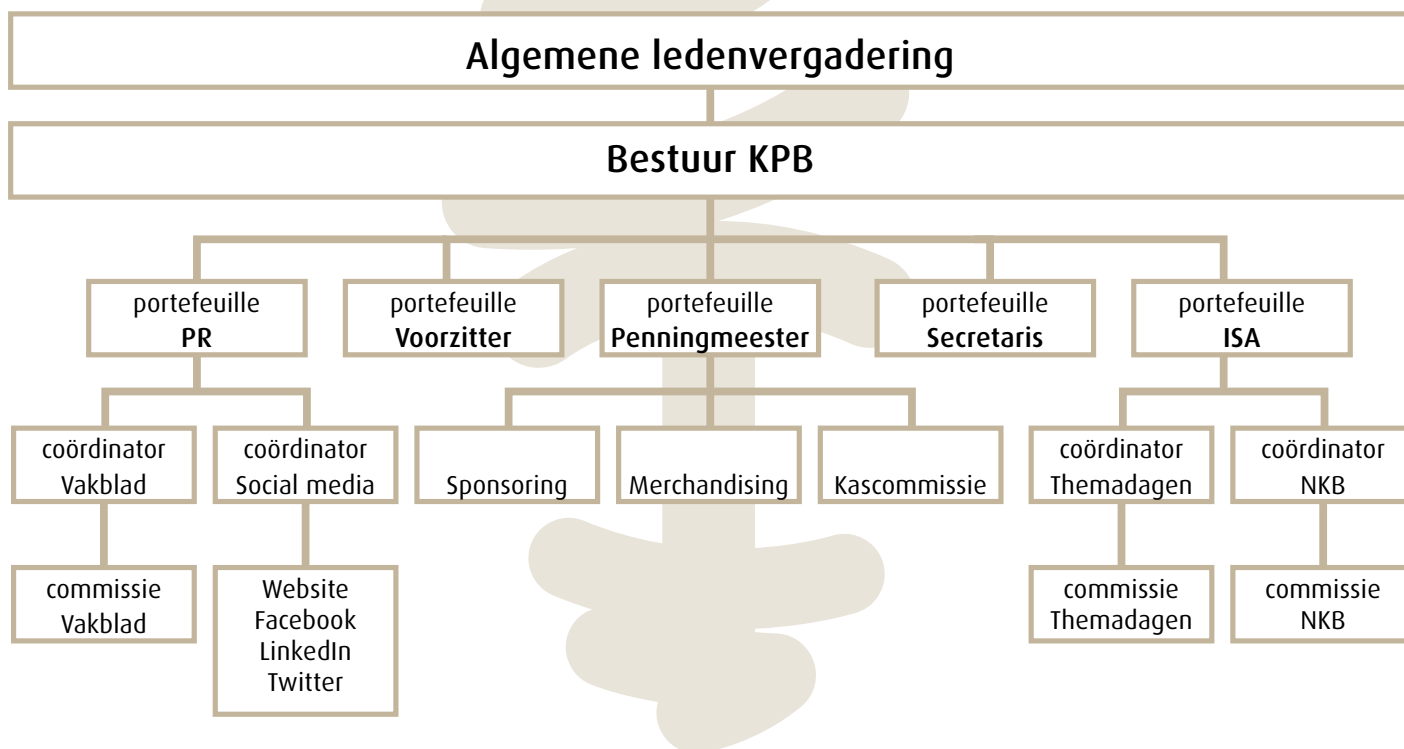 Algemene ledenvergadering
Bestuur KPB
portefeuille
PR
portefeuille
Voorzitter
portefeuille
Penningmeester
portefeuille
Secretaris
portefeuille
ISA
coördinator
Vakblad
coördinator
Social media
Sponsoring
Merchandising
Kascommissie
coördinator
Themadagen
coördinator
NKB
commissie
Vakblad
Website
Facebook
LinkedIn
Twitter
commissie
Themadagen
commissie
NKB